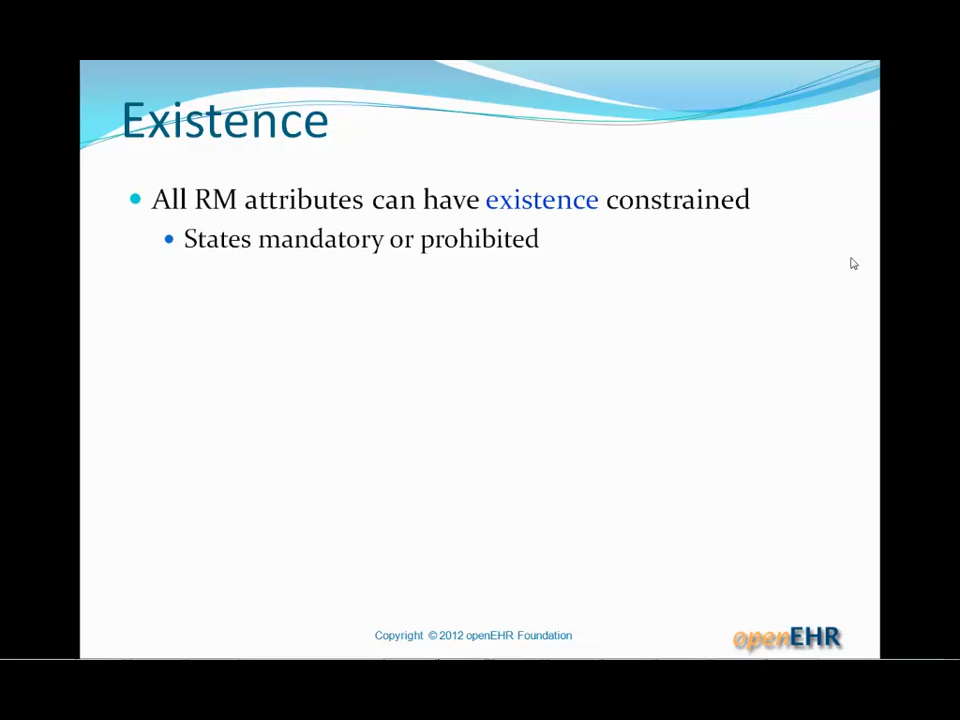 Existence
All RM attributes can have existence constrained
States mandatory or prohibited
Copyright © 2012 openEHR Foundation
openEHR